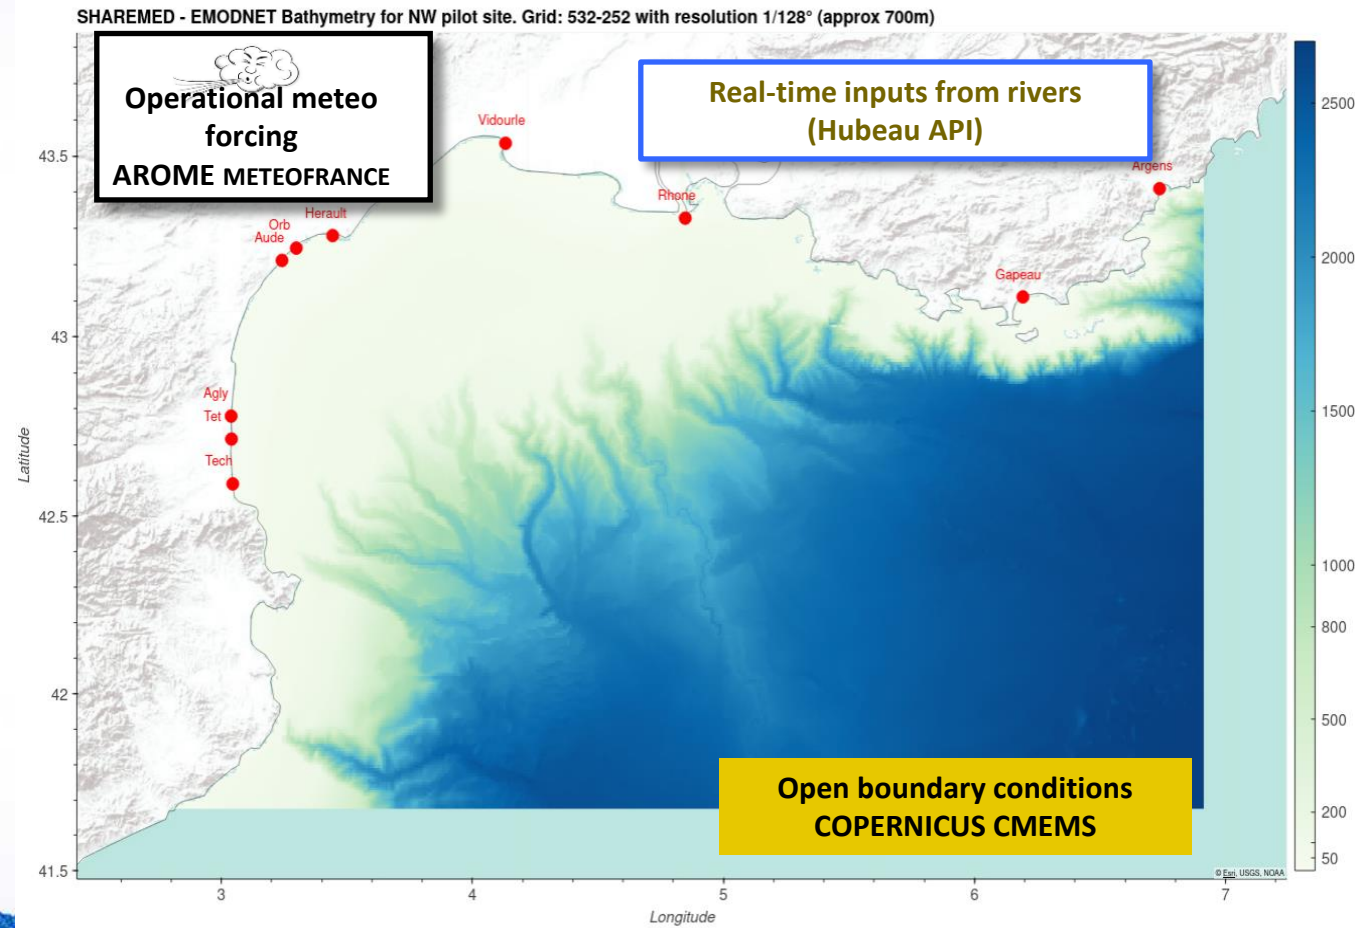 SHAREMED - EMODNET Bathymetry for NW pilot site. Grid: 532-252 with resolution 1/128° (approx 700m)
Operational meteo
forcing
AROME METEOFRANCE
Real-time inputs from rivers
(Hubeau API)
Vidourle
Argens
Rhone
Herault
Orb
Aude
Gapeau
Agly
Tet
Tech
Open boundary conditions
COPERNICUS CMEMS
© Esri, USGS, NOAA
43.5
43
42.5
42
41.5
Latitude
3
4
5
6
7
Longitude
2500
2000
1500
1000
800
500
200
50